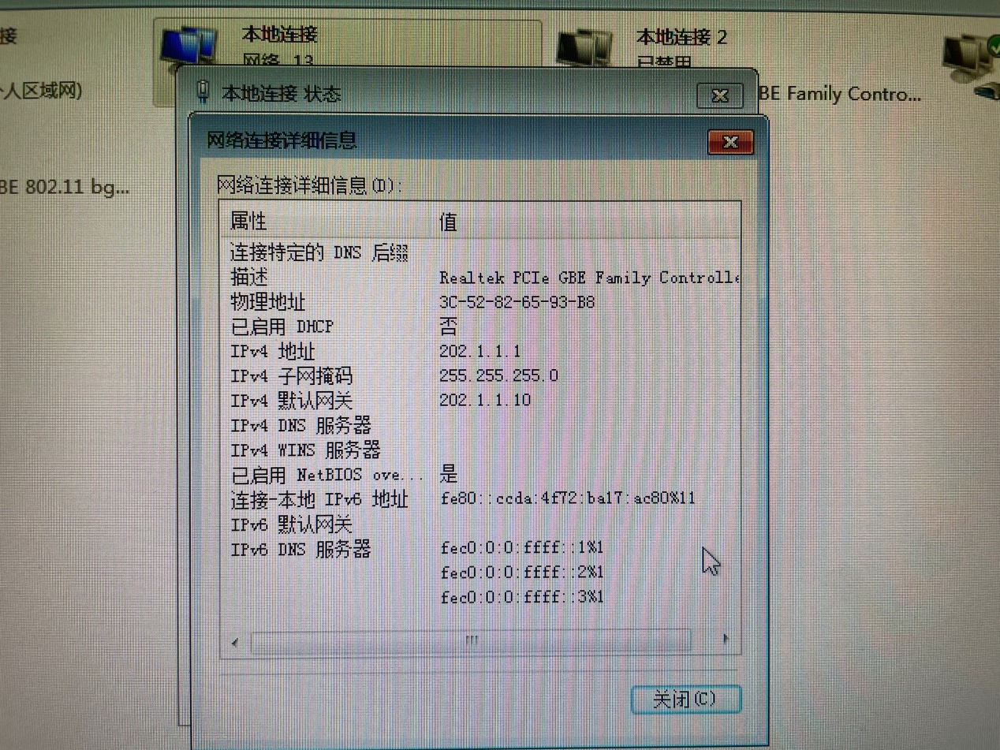 接
本地连接
网络 13
本地连接 2
已禁用
个人区域网)
BE Family Contro...
BE 802.11 bg...
本地连接 状态
网络连接详细信息
网络连接详细信息(D):
属性 值
连接特定的 DNS 后缀
描述 Realtek PCIe GBE Family Controlle
物理地址 3C-52-82-65-93-B8
已启用 DHCP 否
IPv4 地址 202.1.1.1
IPv4 子网掩码 255.255.255.0
IPv4 默认网关 202.1.1.10
IPv4 DNS 服务器
IPv4 WINS 服务器
已启用 NetBIOS ove... 是
连接-本地 IPv6 地址 fe80::ccda:4f72:ba17:ac80%11
IPv6 默认网关
IPv6 DNS 服务器 fec0:0:0:ffff::1%1
fec0:0:0:ffff::2%1
fec0:0:0:ffff::3%1
关闭(C)